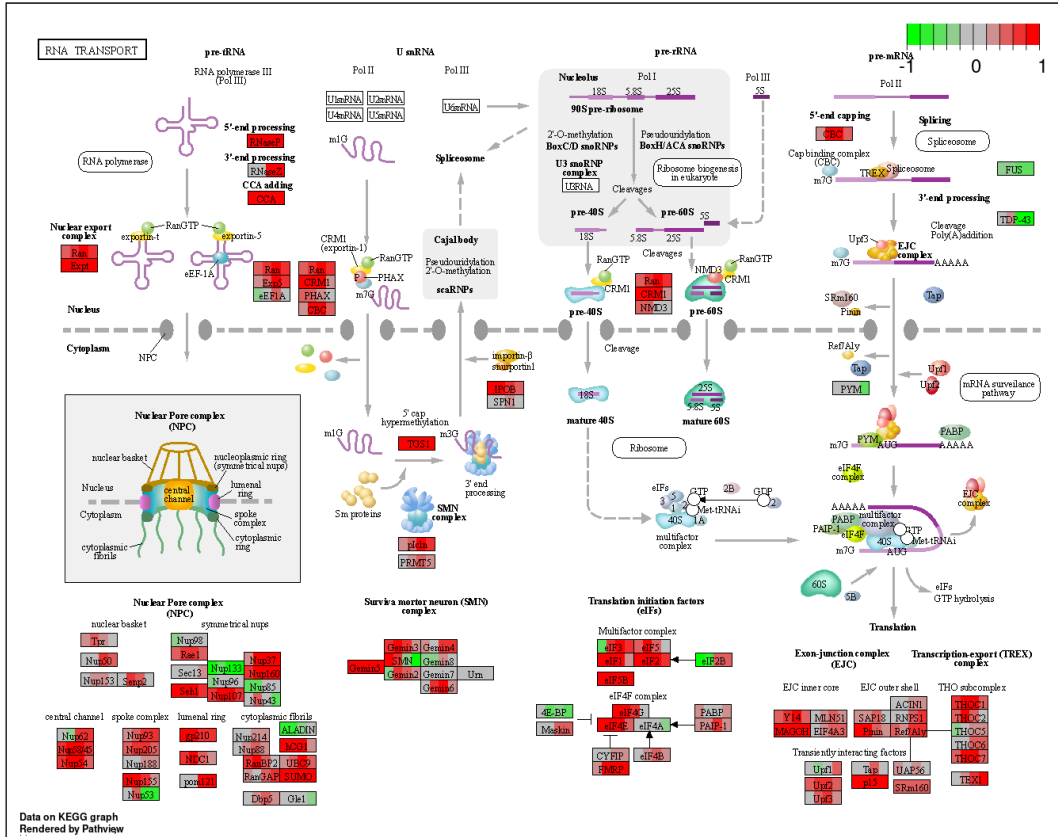 RNA TRANSPORT
pre-tRNA
U snRNA
pre-rRNA
pre-mRNA
-1 0 1
RNA polymerase III
(Pol III)
Pol II
Pol III
U1snRNA U2snRNA
U4snRNA U5snRNA
U6snRNA
m1G
Spliceosome
5'-end processing
RNaseP
3'-end processing
RNaseZ
CCA adding
CCA
RNA polymerase
Nucleolus
Pol I
Pol III
18S 5.8S 25S
5S
90S pre-ribosome
2'-O-methylation
BoxC/D snoRNPs
Pseudouridylation
BoxH/ACA snoRNPs
U3 snoRNP
complex
U3RNA
Ribosome biogenesis
in eukaryote
Cleavages
pre-40S
pre-60S
5S
18S
5.8S 25S
Cleavages
Pol II
5'-end capping
CBC
Splicing
Spliceosome
Cap binding complex
(CBC)
m7G
TREX
Spliceosome
FUS
3'-end processing
TDP-43
Cleavage
Poly(A)addition
Upf3
EJC
complex
m7G
AAAAA
SRm160
Pinin
Tap
Nuclear export
complex
Ran
Expt
RanGTP
exportin-t
exportin-5
eEF-1A
Ran
Exp5
eEF1A
Ran
CRM1
PHAX
CBC
CRM1
(exportin-1)
RanGTP
P
PHAX
m7G
Cajal body
Pseudouridylation
2'-O-methylation
scaRNPs
RanGTP
CRM1
pre-40S
Ran
CRM1
NMD3
NMD3
RanGTP
CRM1
pre-60S
Nucleus
Cytoplasm
NPC
Cleavage
importin-β
snurportin1
IPOB
SPN1
18S
mature 40S
25S
5.8S 5S
mature 60S
Ribosome
Ref/Aly
Tap
Upf1
Upf2
PYM
mRNA surveilance
pathway
m7G
PYM
AUG
PABP
AAAAA
eIF4F
complex
Nuclear Pore complex
(NPC)
nuclear basket
nucleoplasmic ring
(symmetrical nups)
Nucleus
Cytoplasm
central
channel
lumenal
ring
spoke
complex
cytoplasmic
ring
cytoplasmic
fibrils
m1G
5' cap
hypermethylation
TGS1
m3G
3' end
processing
Sm proteins
SMN
complex
pIcln
PRMT5
eIFs
3 5
1 2
GTP
2B
GDP
2
Met-tRNAi
40S 1A
multifactor
complex
AAAAA
PABP
PAIP-1
eIF4F
multifactor
complex
40S
GTP
Met-tRNAi
m7G
AUG
EJC
complex
60S
5B
eIFs
GTP hydrolysis
Translation
Nuclear Pore complex
(NPC)
nuclear basket
symmetrical nups
Tpr
Nup50
Nup153 Senp2
Nup98
Rae1
Sec13
Seh1
Nup133
Nup96
Nup107
Nup37
Nup160
Nup85
Nup43
central channel
Nup62
Nup58/45
Nup54
spoke complex
Nup93
Nup205
Nup188
Nup155
Nup53
lumenal ring
gp210
NDC1
pom121
cytoplasmic fibrils
ALADIN
Nup214
Nup88 hCG1
RanBP2 UBC9
RanGAP SUMO
Dbp5 Gle1
Surviva mortor neuron (SMN)
complex
Gemin3 Gemin4
Gemin5 SMN Gemin8
Gemin2 Gemin7 Unr
Gemin6
Translation initiation factors
(eIFs)
Multifactor complex
eIF3 eIF5
eIF1 eIF2 eIF2B
eIF5B
eIF4F complex
4E-BP
Maskin
eIF4G
eIF4E eIF4A
PABP
PAIP-1
CYFIP
FMRP
eIF4B
Exon-junction complex
(EJC)
EJC inner core
Y14 MLN51
MAGOH EIF4A3
EJC outer shell
ACIN1
SAP18 RNPS1
Pinin Ref/Aly
Transiently interacting factors
Upf1
Upf2
Upf3
Tap
p15
UAP56
SRm160
Transcription-export (TREX)
complex
THO subcomplex
THOC1
THOC2
THOC5
THOC6
THOC7
TEX1
Data on KEGG graph
Rendered by Pathview